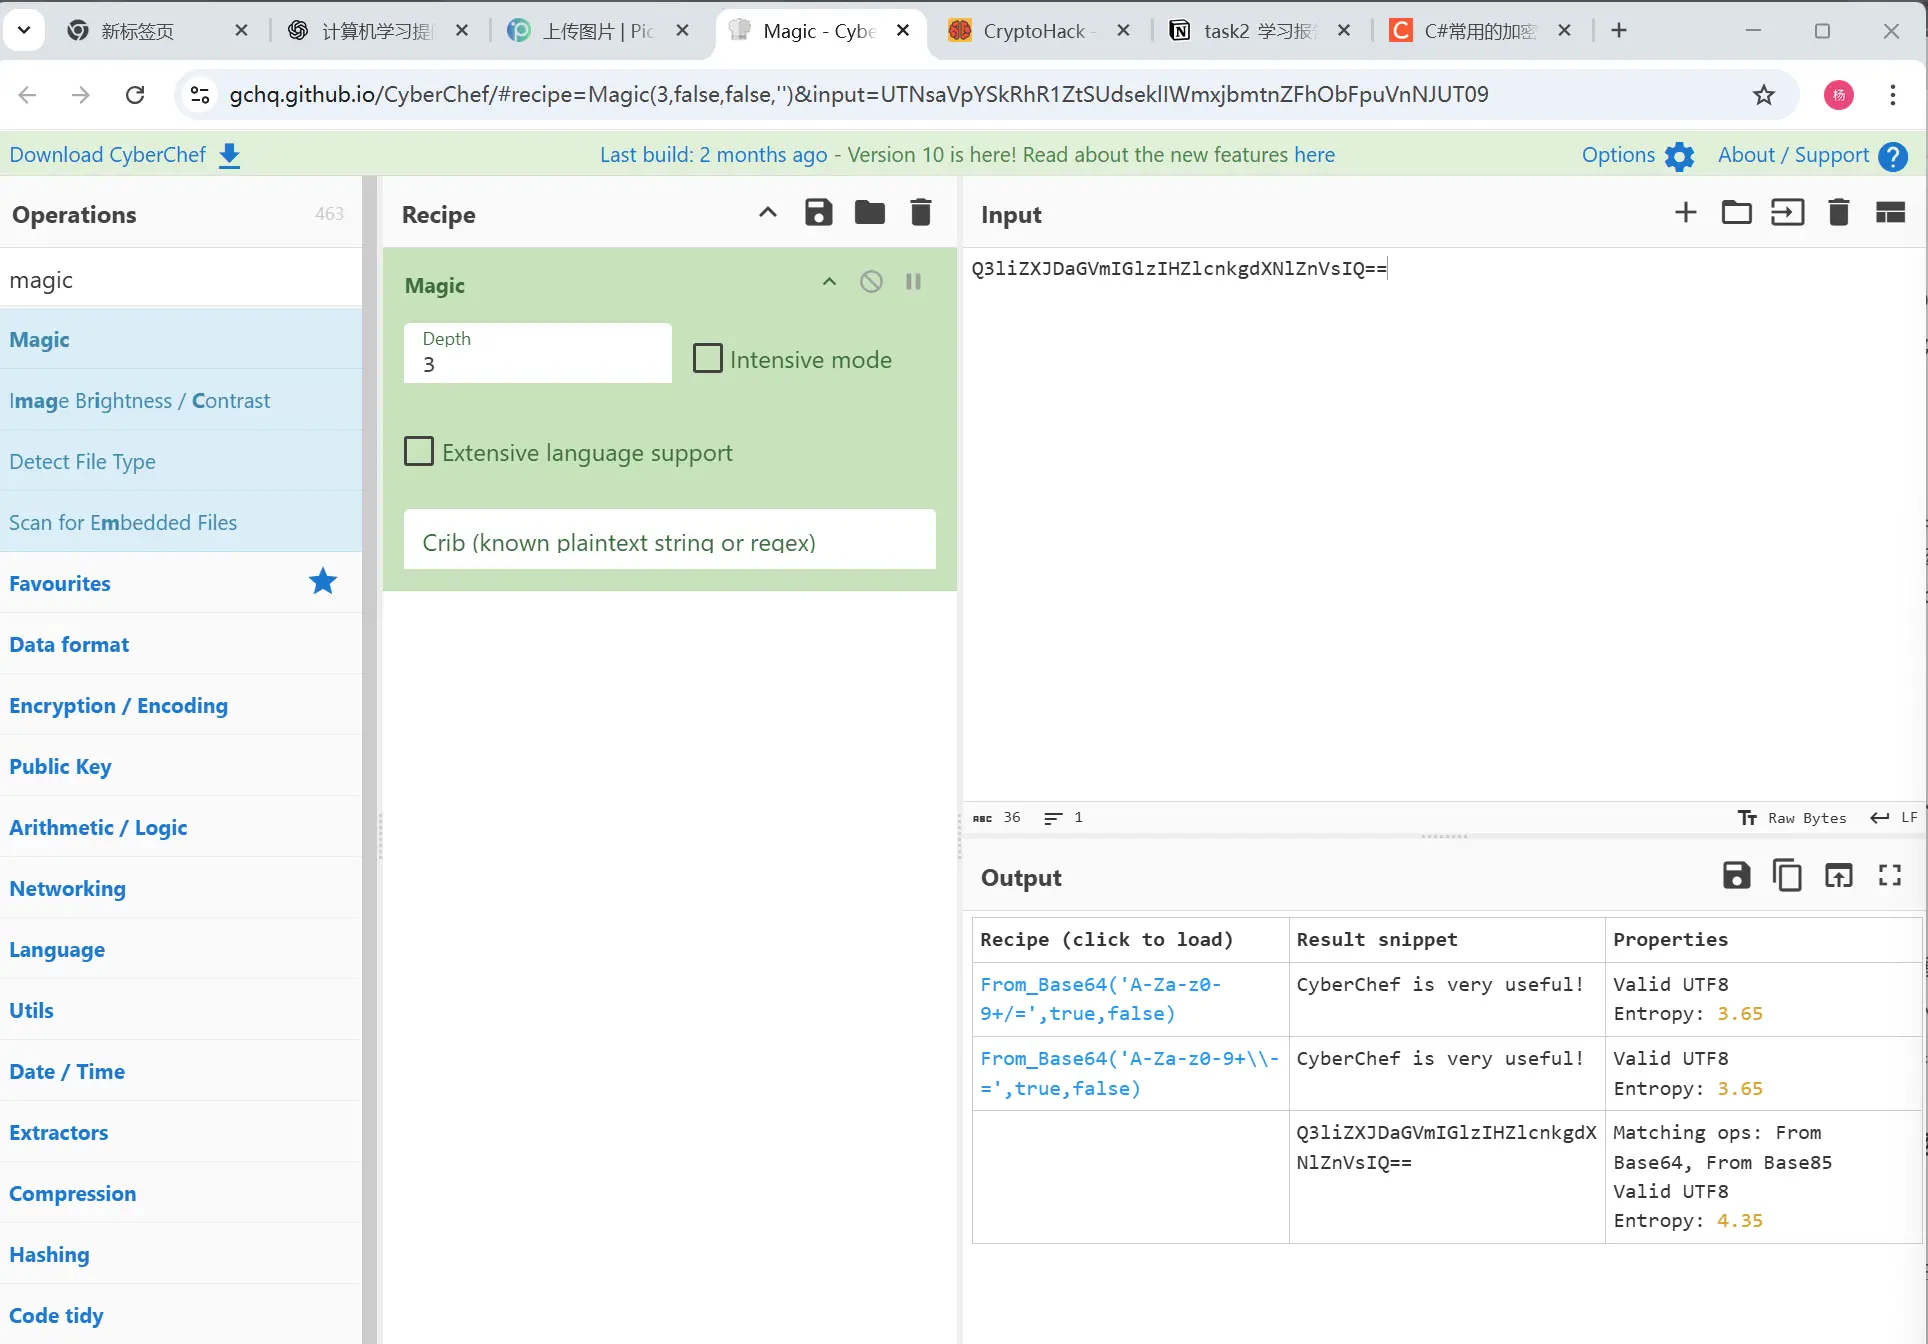 新标签页
计算机学习提
上传图片 | Pic
Magic - Cybe
CryptoHack -
task2 学习报告
C#常用的加密
gchq.github.io/CyberChef/#recipe=Magic(3,false,false,'')&input=UTNsaVpYSkRhR1ZtSUdseklIWmxjbmtnZFhObFpuVnNJUT09
杨
Download CyberChef
Last build: 2 months ago - Version 10 is here! Read about the new features here
Options
About / Support
Operations
463
magic
Magic
Image Brightness / Contrast
Detect File Type
Scan for Embedded Files
Favourites
Data format
Encryption / Encoding
Public Key
Arithmetic / Logic
Networking
Language
Utils
Date / Time
Extractors
Compression
Hashing
Code tidy
Recipe
Magic
Depth
3
Intensive mode
Extensive language support
Crib (known plaintext string or regex)
Input
Q3liZXJDaGVmIGlzIHZlcnkgdXNlZnVsIQ==
ABC 36
1
Tт Raw Bytes
LF
Output
Recipe (click to load)
Result snippet
Properties
From_Base64('A-Za-z0-
9+/=',true,false)
CyberChef is very useful!
Valid UTF8
Entropy: 3.65
From_Base64('A-Za-z0-9+\\-
=',true,false)
CyberChef is very useful!
Valid UTF8
Entropy: 3.65
Q3liZXJDaGVmIGlzIHZlcnkgdX
NlZnVsIQ==
Matching ops: From
Base64, From Base85
Valid UTF8
Entropy: 4.35